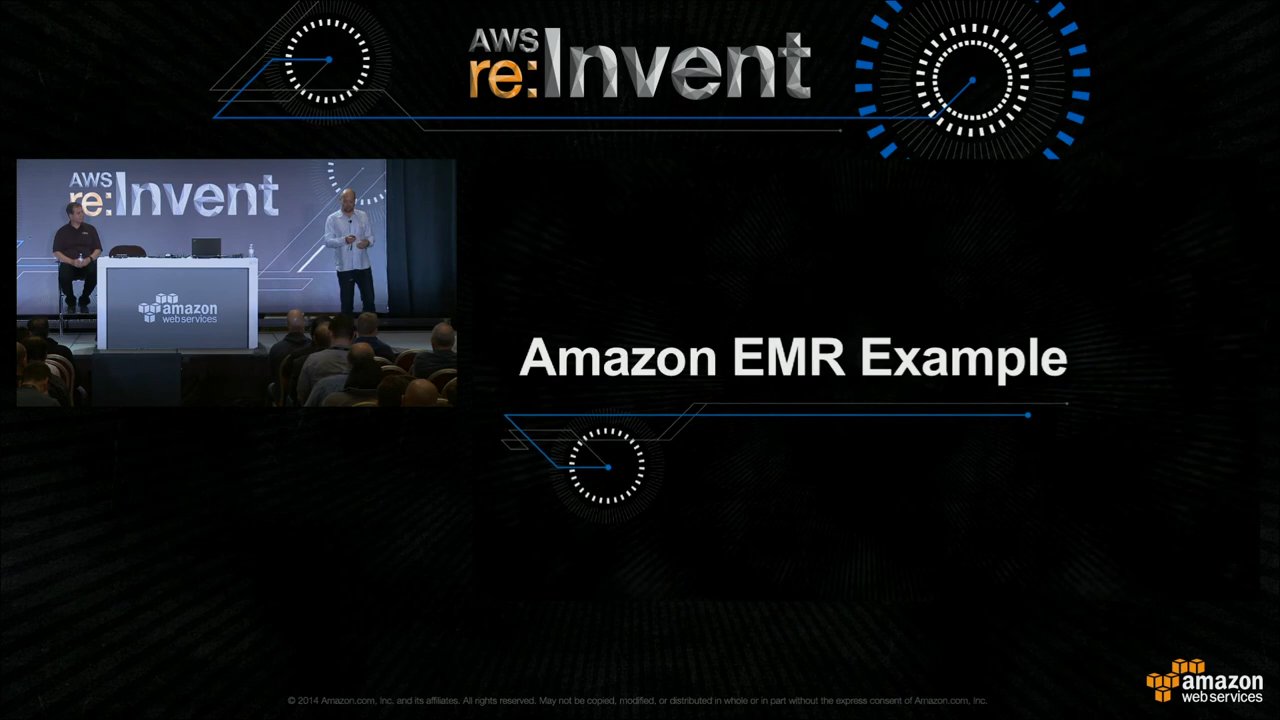 AWS
re:Invent
AWS
re:Invent
amazon
web services
Amazon EMR Example
© 2014 Amazon.com, Inc, and its affiliates. All rights reserved. May not be copied, modified, or distributed in whole or in part without the express consent of Amazon.com, Inc.
amazon
web services